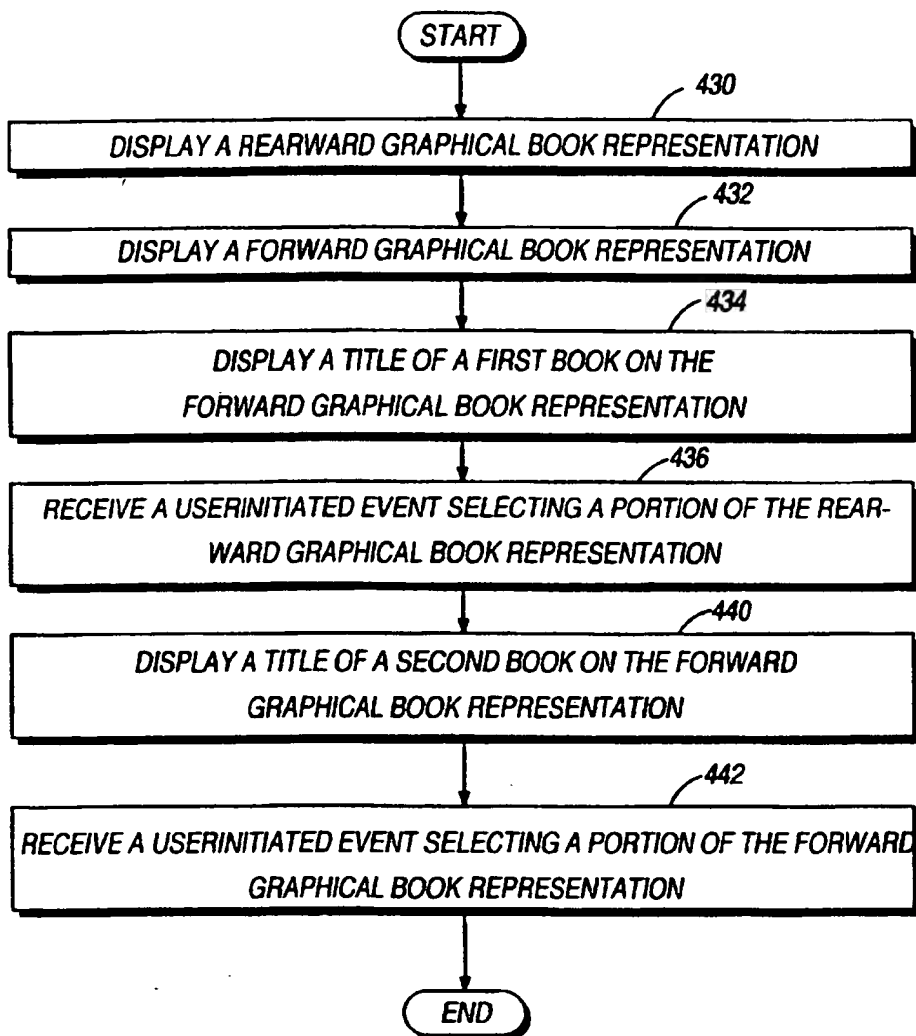 START
430
DISPLAY A REARWARD GRAPHICAL BOOK REPRESENTATION
432
DISPLAY A FORWARD GRAPHICAL BOOK REPRESENTATION
434
DISPLAY A TITLE OF A FIRST BOOK ON THE
FORWARD GRAPHICAL BOOK REPRESENTATION
436
RECEIVE A USERINITIATED EVENT SELECTING A PORTION OF THE REAR-
WARD GRAPHICAL BOOK REPRESENTATION
440
DISPLAY A TITLE OF A SECOND BOOK ON THE FORWARD
GRAPHICAL BOOK REPRESENTATION
442
RECEIVE A USERINITIATED EVENT SELECTING A PORTION OF THE FORWARD
GRAPHICAL BOOK REPRESENTATION
END